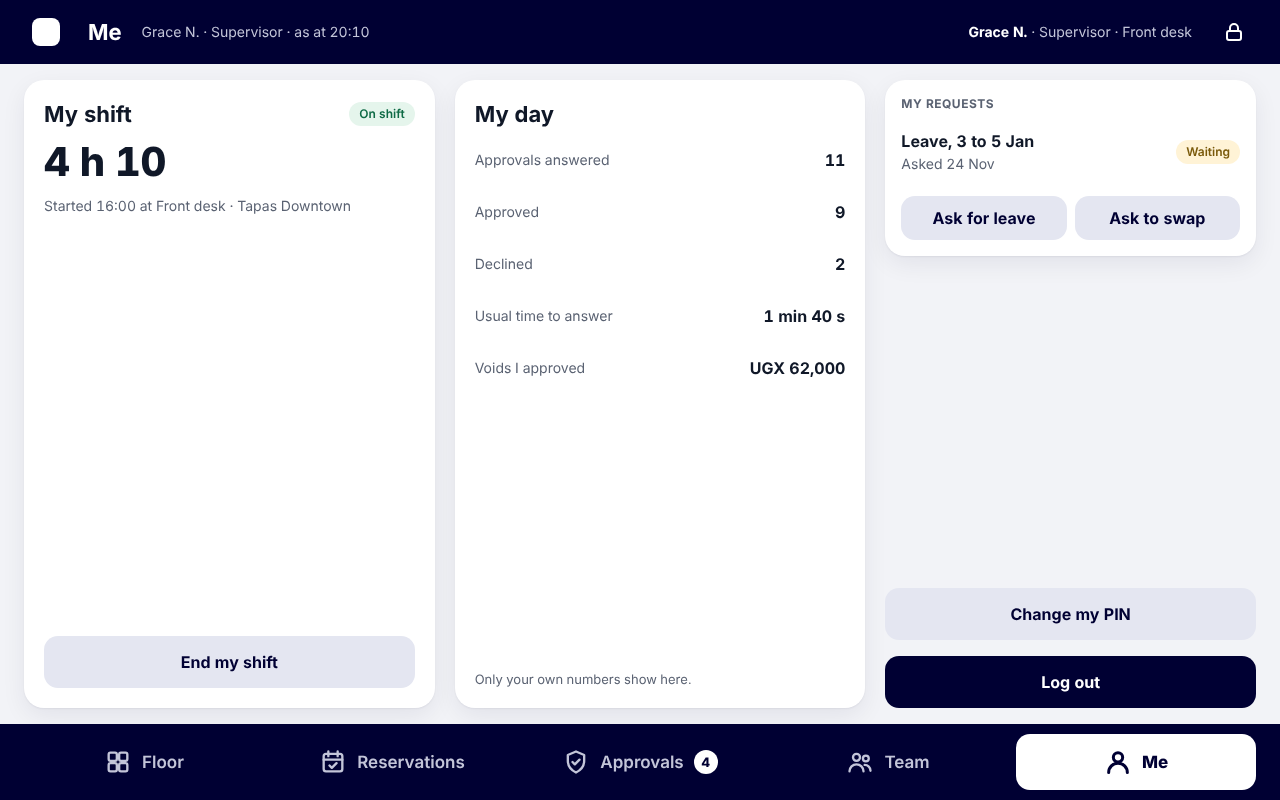 Me
Grace N. · Supervisor · as at 20:10
Grace N. · Supervisor · Front desk
My shift
On shift
4 h 10
Started 16:00 at Front desk · Tapas Downtown
End my shift
My day
Approvals answered 11
Approved 9
Declined 2
Usual time to answer 1 min 40 s
Voids I approved UGX 62,000
Only your own numbers show here.
MY REQUESTS
Leave, 3 to 5 Jan
Asked 24 Nov
Waiting
Ask for leave
Ask to swap
Change my PIN
Log out
Floor
Reservations
Approvals 4
Team
Me